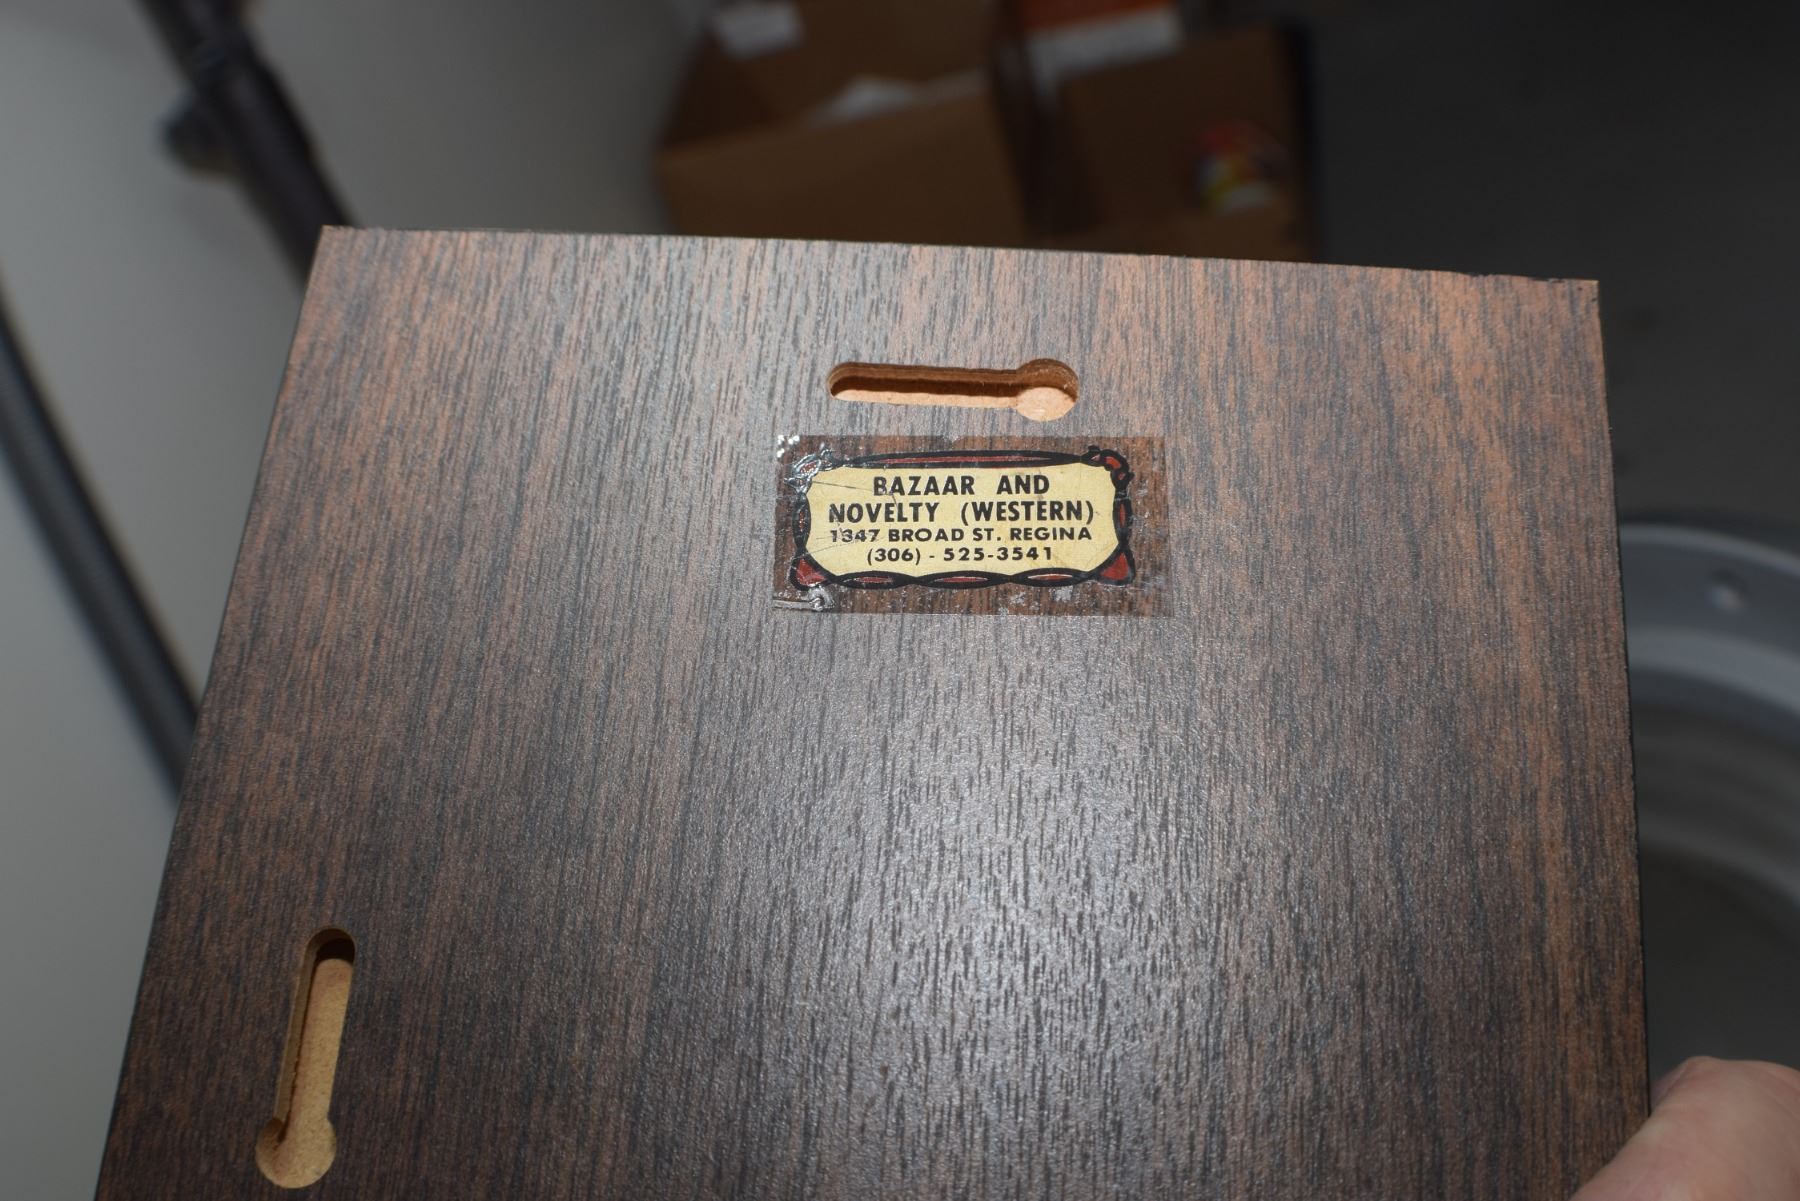 BAZAAR AND
NOVELTY (WESTERN)
1347 BROAD ST. REGINA
(306) - 525-3541